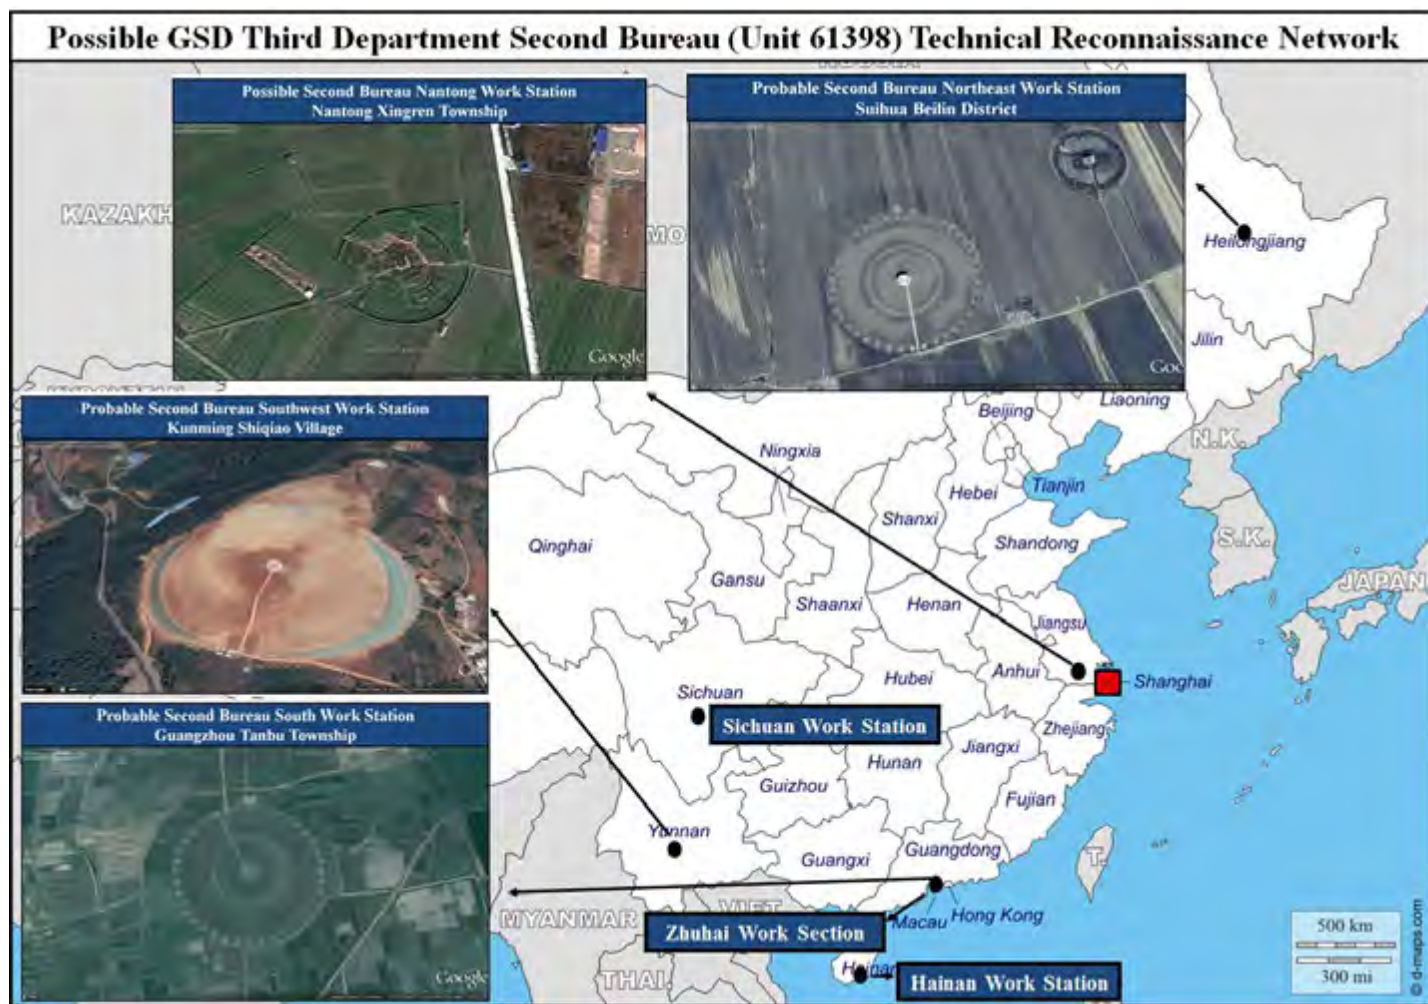 Possible GSD Third Department Second Bureau (Unit 61398) Technical Reconnaissance Network
Possible Second Bureau Nantong Work Station
Nantong Xingren Township
Google
Probable Second Bureau Northeast Work Station
Suihua Beilin District
Goo
Probable Second Bureau Southwest Work Station
Kunming Shiqiao Village
Probable Second Bureau South Work Station
Guangzhou Tanbu Township
Google
KAZAKH
MO
Heilongjiang
Jilin
Liaoning
Beijing
N.K.
Ningxia
Tianjin
Hebei
Shanxi
S.K.
Shandong
Qinghai
JAPAN
Gansu
Shaanxi
Henan
Jiangsu
Anhui
Hubei
Shanghai
Sichuan
Sichuan Work Station
Zhejiang
Jiangxi
Hunan
Guizhou
Fujian
Yunnan
Guangxi
Guangdong
T.
MYANMAR
VIET
Macau
Hong Kong
Zhuhai Work Section
THAI.
Hainan
Hainan Work Station
500 km
300 mi
© d-maps.com